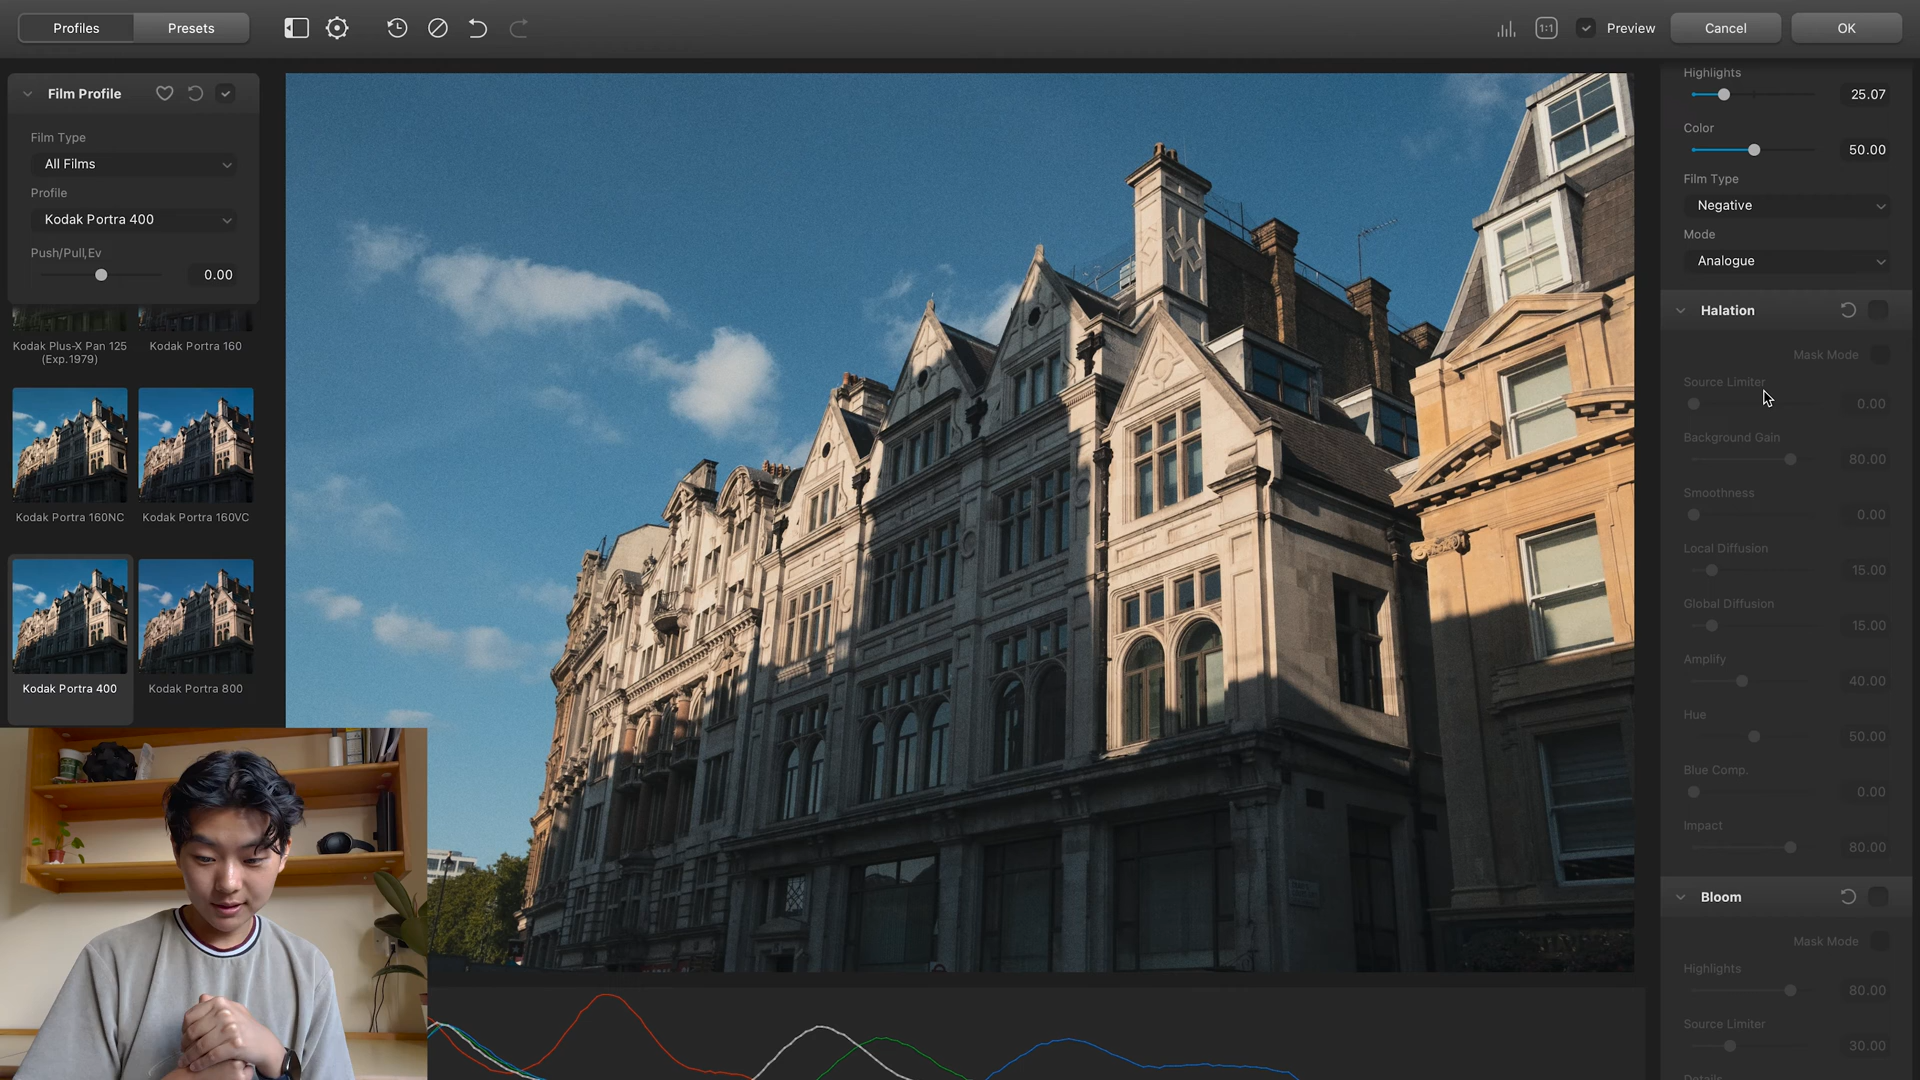 Profiles
Presets
1:1
Preview
Cancel
OK
Film Profile
Film Type
All Films
Profile
Kodak Portra 400
Push/Pull,Ev
0.00
Kodak Plus-X Pan 125
(Exp.1979)
Kodak Portra 160
Kodak Portra 160NC
Kodak Portra 160VC
Kodak Portra 400
Kodak Portra 800
Highlights
25.07
Color
50.00
Film Type
Negative
Mode
Analogue
Halation
Mask Mode
Source Limiter
0.00
Background Gain
80.00
Smoothness
0.00
Local Diffusion
15.00
Global Diffusion
15.00
Amplify
40.00
Hue
50.00
Blue Comp.
0.00
Impact
80.00
Bloom
Mask Mode
Highlights
80.00
Source Limiter
30.00
Details